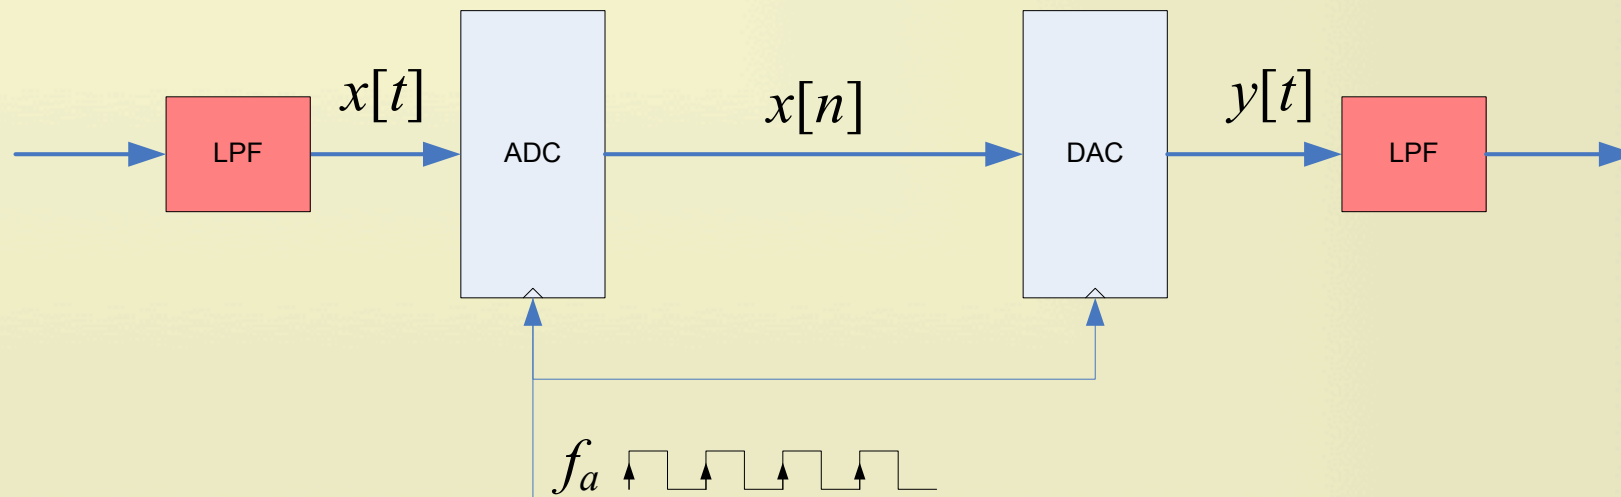 LPF
x[t]
ADC
x[n]
DAC
y[t]
LPF
fa